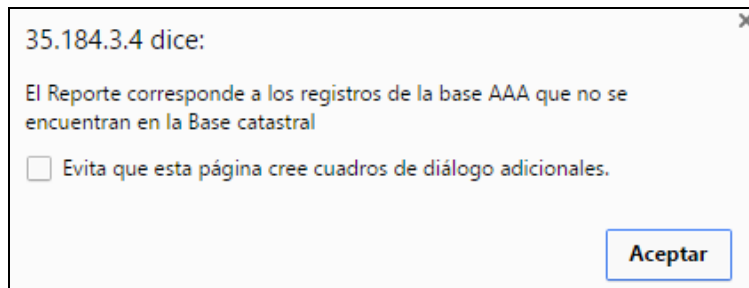 35.184.3.4 dice:
El Reporte corresponde a los registros de la base AAA que no se
encuentran en la Base catastral
Evita que esta página cree cuadros de diálogo adicionales.
Aceptar